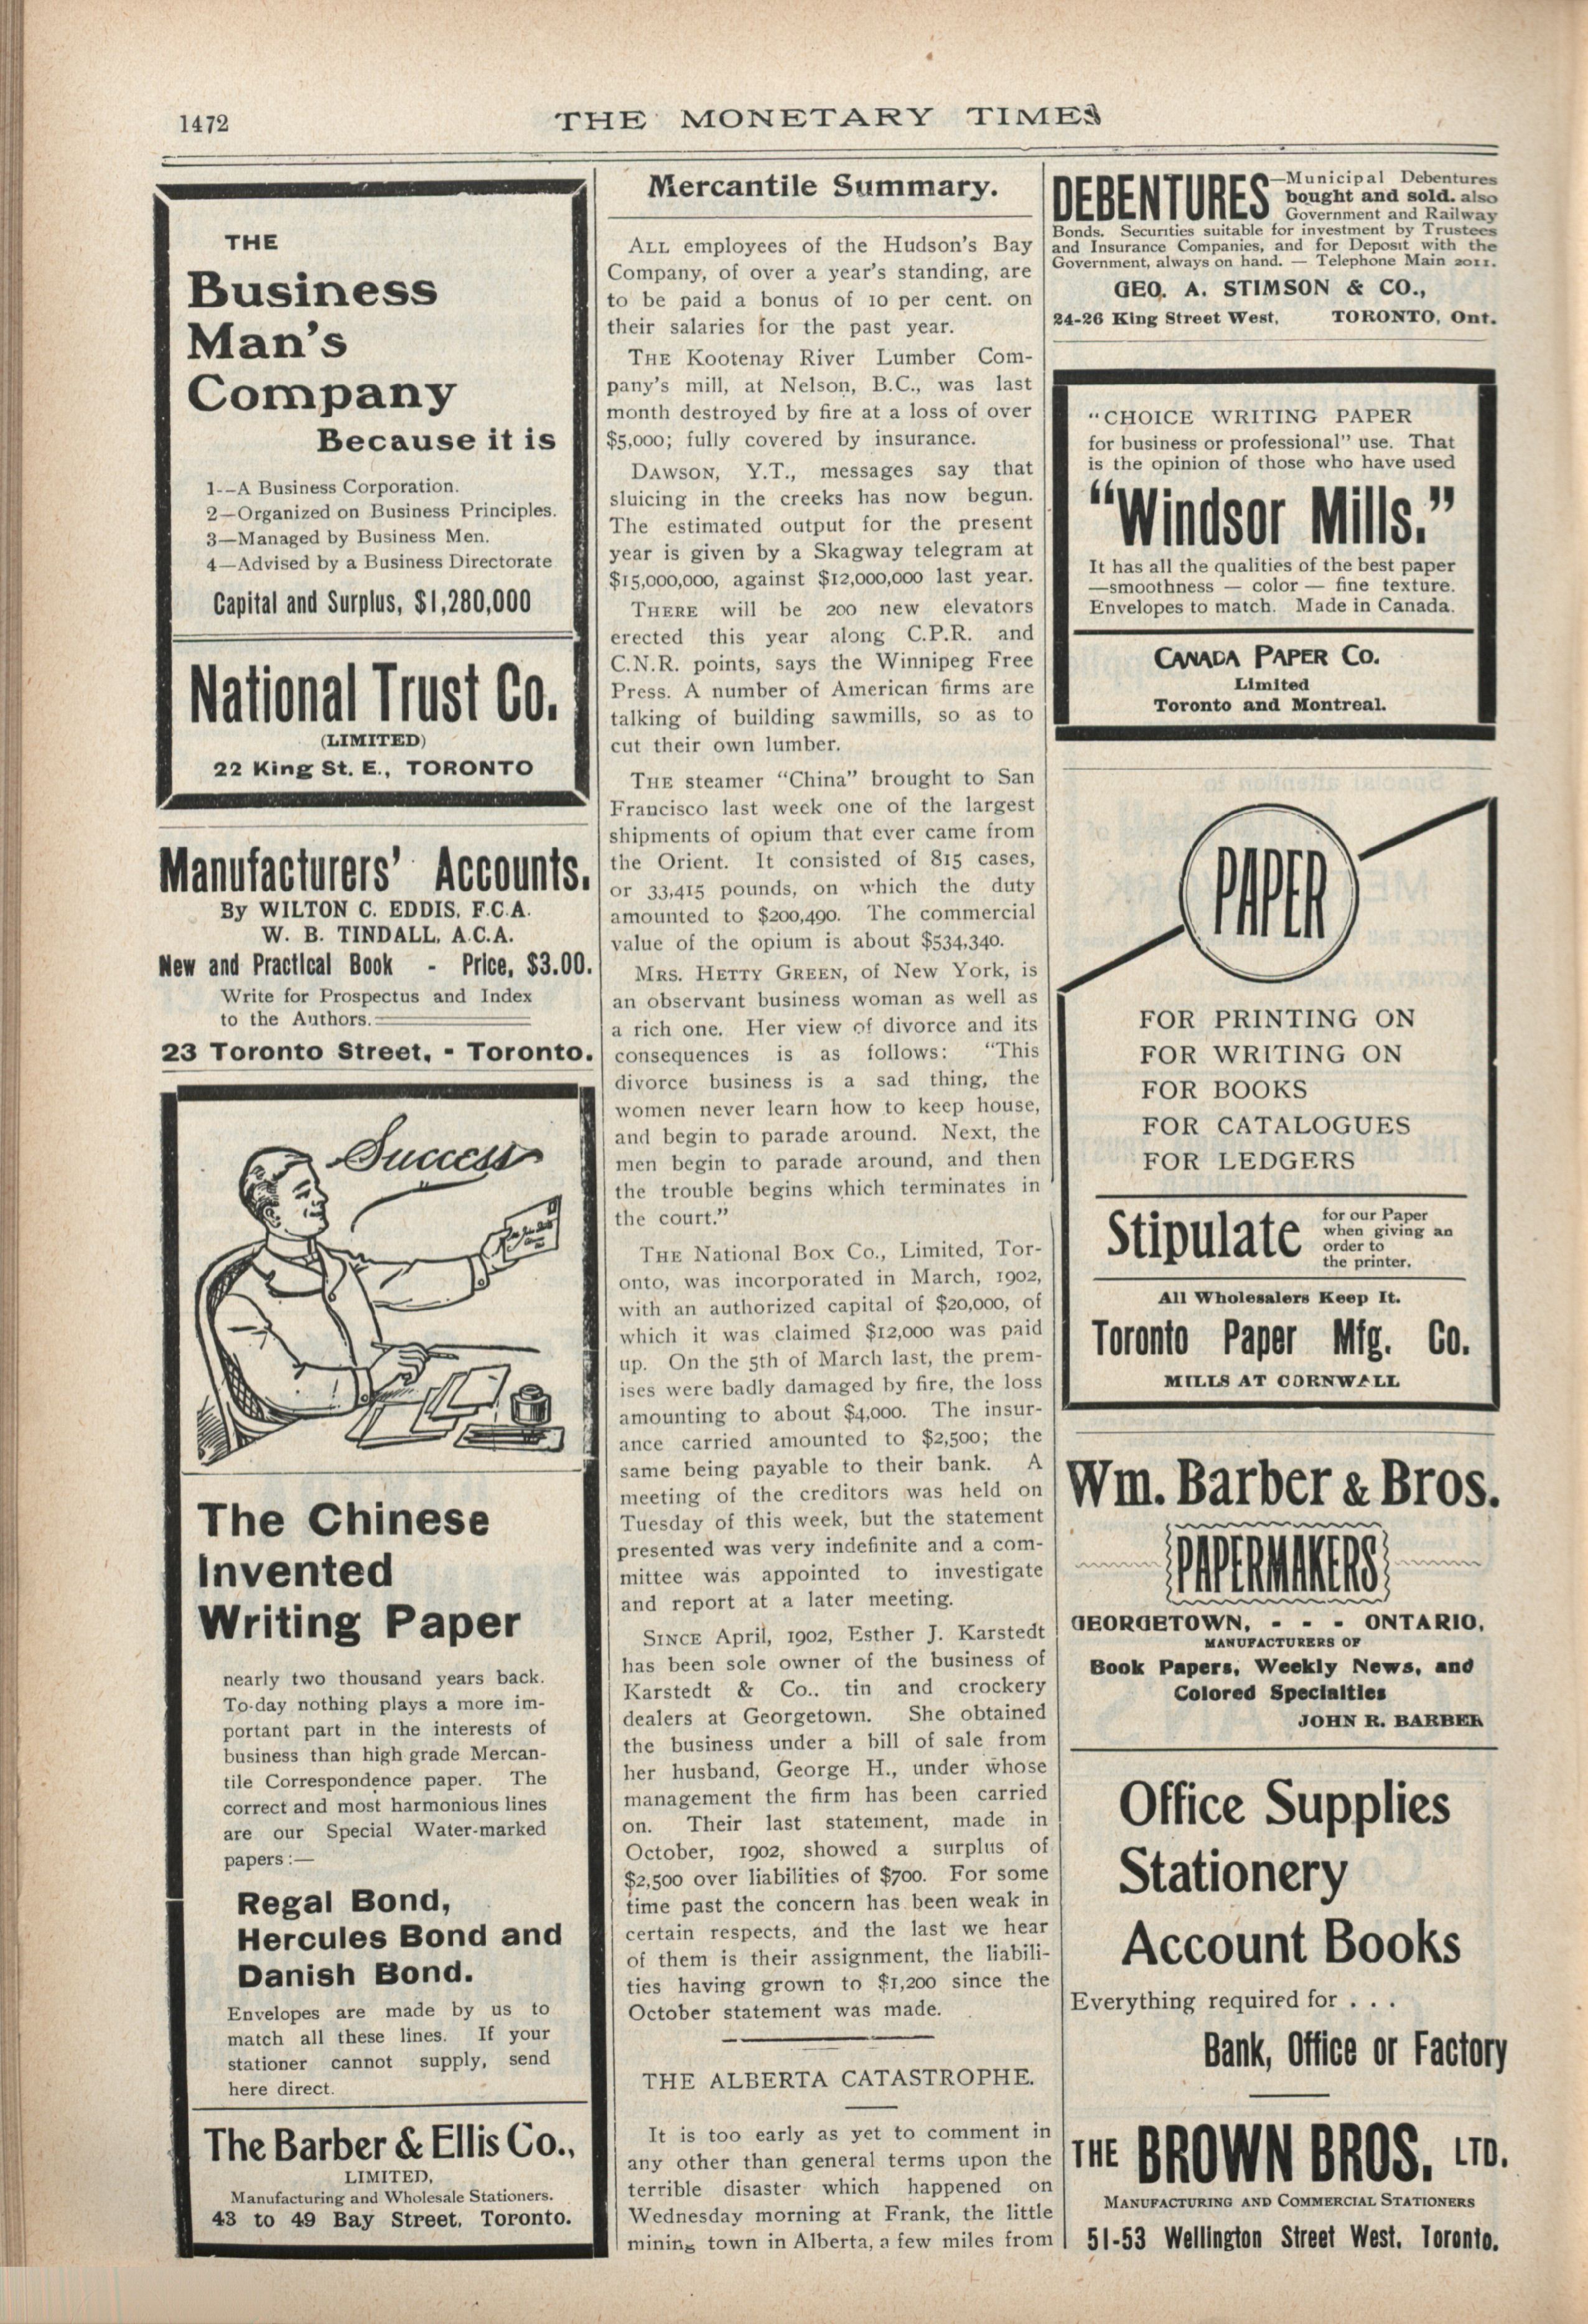 1472
THE MONETARY TIMES
THE
Business
Man's
Company
Because it is
1--A Business Corporation.
2—Organized on Business Principles.
3—Managed by Business Men.
4—Advised by a Business Directorate
Capital and Surplus, $1,280,000
National Trust Co.
(LIMITED)
22 King St. E., TORONTO
Manufacturers' Accounts.
By WILTON C. EDDIS, F.C.A.
W. B. TINDALL, A.C.A.
New and Practical Book - Price, $3.00.
Write for Prospectus and Index
to the Authors.
23 Toronto Street, - Toronto.
Success
The Chinese
Invented
Writing Paper
nearly two thousand years back.
To-day nothing plays a more im-
portant part in the interests of
business than high grade Mercan-
tile Correspondence paper. The
correct and most harmonious lines
are our Special Water-marked
papers:—
Regal Bond,
Hercules Bond and
Danish Bond.
Envelopes are made by us to
match all these lines. If your
stationer cannot supply, send
here direct.
The Barber & Ellis Co.,
LIMITED,
Manufacturing and Wholesale Stationers.
43 to 49 Bay Street, Toronto.
Mercantile Summary.
ALL employees of the Hudson's Bay
Company, of over a year's standing, are
to be paid a bonus of 10 per cent. on
their salaries for the past year.
THE Kootenay River Lumber Com-
pany's mill, at Nelson, B.C., was last
month destroyed by fire at a loss of over
$5,000; fully covered by insurance.
DAWSON, Y.T., messages say that
sluicing in the creeks has now begun.
The estimated output for the present
year is given by a Skagway telegram at
$15,000,000, against $12,000,000 last year.
THERE will be 200 new elevators
erected this year along C.P.R. and
C.N.R. points, says the Winnipeg Free
Press. A number of American firms are
talking of building sawmills, so as to
cut their own lumber.
THE steamer "China" brought to San
Francisco last week one of the largest
shipments of opium that ever came from
the Orient. It consisted of 815 cases,
or 33,415 pounds, on which the duty
amounted to $200,490. The commercial
value of the opium is about $534,340.
MRS. HETTY GREEN, of New York, is
an observant business woman as well as
a rich one. Her view of divorce and its
consequences is as follows: "This
divorce business is a sad thing, the
women never learn how to keep house,
and begin to parade around. Next, the
men begin to parade around, and then
the trouble begins which terminates in
the court."
THE National Box Co., Limited, Tor-
onto, was incorporated in March, 1902,
with an authorized capital of $20,000, of
which it was claimed $12,000 was paid
up. On the 5th of March last, the prem-
ises were badly damaged by fire, the loss
amounting to about $4,000. The insur-
ance carried amounted to $2,500; the
same being payable to their bank. A
meeting of the creditors was held on
Tuesday of this week, but the statement
presented was very indefinite and a com-
mittee was appointed to investigate
and report at a later meeting.
SINCE April, 1902, Esther J. Karstedt
has been sole owner of the business of
Karstedt & Co.. tin and crockery
dealers at Georgetown. She obtained
the business under a bill of sale from
her husband, George H., under whose
management the firm has been carried
on. Their last statement, made in
October, 1902, showed a surplus of
$2,500 over liabilities of $700. For some
time past the concern has been weak in
certain respects, and the last we hear
of them is their assignment, the liabili-
ties having grown to $1,200 since the
October statement was made.
THE ALBERTA CATASTROPHE.
It is too early as yet to comment in
any other than general terms upon the
terrible disaster which happened on
Wednesday morning at Frank, the little
mining town in Alberta, a few miles from
DEBENTURES —Municipal Debentures
bought and sold. also
Government and Railway
Bonds. Securities suitable for investment by Trustees
and Insurance Companies, and for Deposit with the
Government, always on hand. — Telephone Main 2011.
GEO. A. STIMSON & CO.,
24-26 King Street West, TORONTO, Ont.
"CHOICE WRITING PAPER
for business or professional" use. That
is the opinion of those who have used
"Windsor Mills."
It has all the qualities of the best paper
—smoothness — color — fine texture.
Envelopes to match. Made in Canada.
CANADA PAPER CO.
Limited
Toronto and Montreal.
PAPER
FOR PRINTING ON
FOR WRITING ON
FOR BOOKS
FOR CATALOGUES
FOR LEDGERS
Stipulate for our Paper
when giving an
order to
the printer.
All Wholesalers Keep It.
Toronto Paper Mfg. Co.
MILLS AT CORNWALL
Wm. Barber & Bros.
PAPERMAKERS
GEORGETOWN, - - - ONTARIO,
MANUFACTURERS OF
Book Papers, Weekly News, and
Colored Specialties
JOHN R. BARBER
Office Supplies
Stationery
Account Books
Everything required for . . .
Bank, Office or Factory
THE BROWN BROS. LTD.
MANUFACTURING AND COMMERCIAL STATIONERS
51-53 Wellington Street West, Toronto.